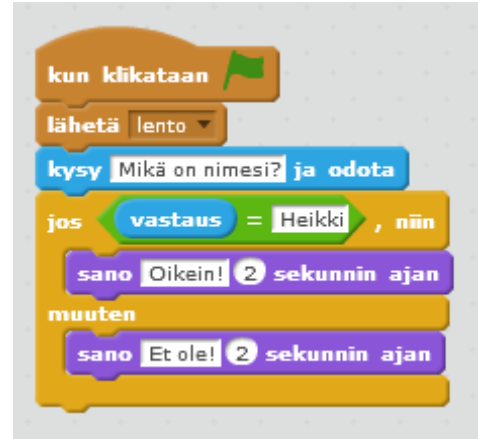 kun klikataan
lähetä lento
kysy Mikä on nimesi? ja odota
jos vastaus = Heikki , niin
sano Oikein! 2 sekunnin ajan
muuten
sano Et ole! 2 sekunnin ajan